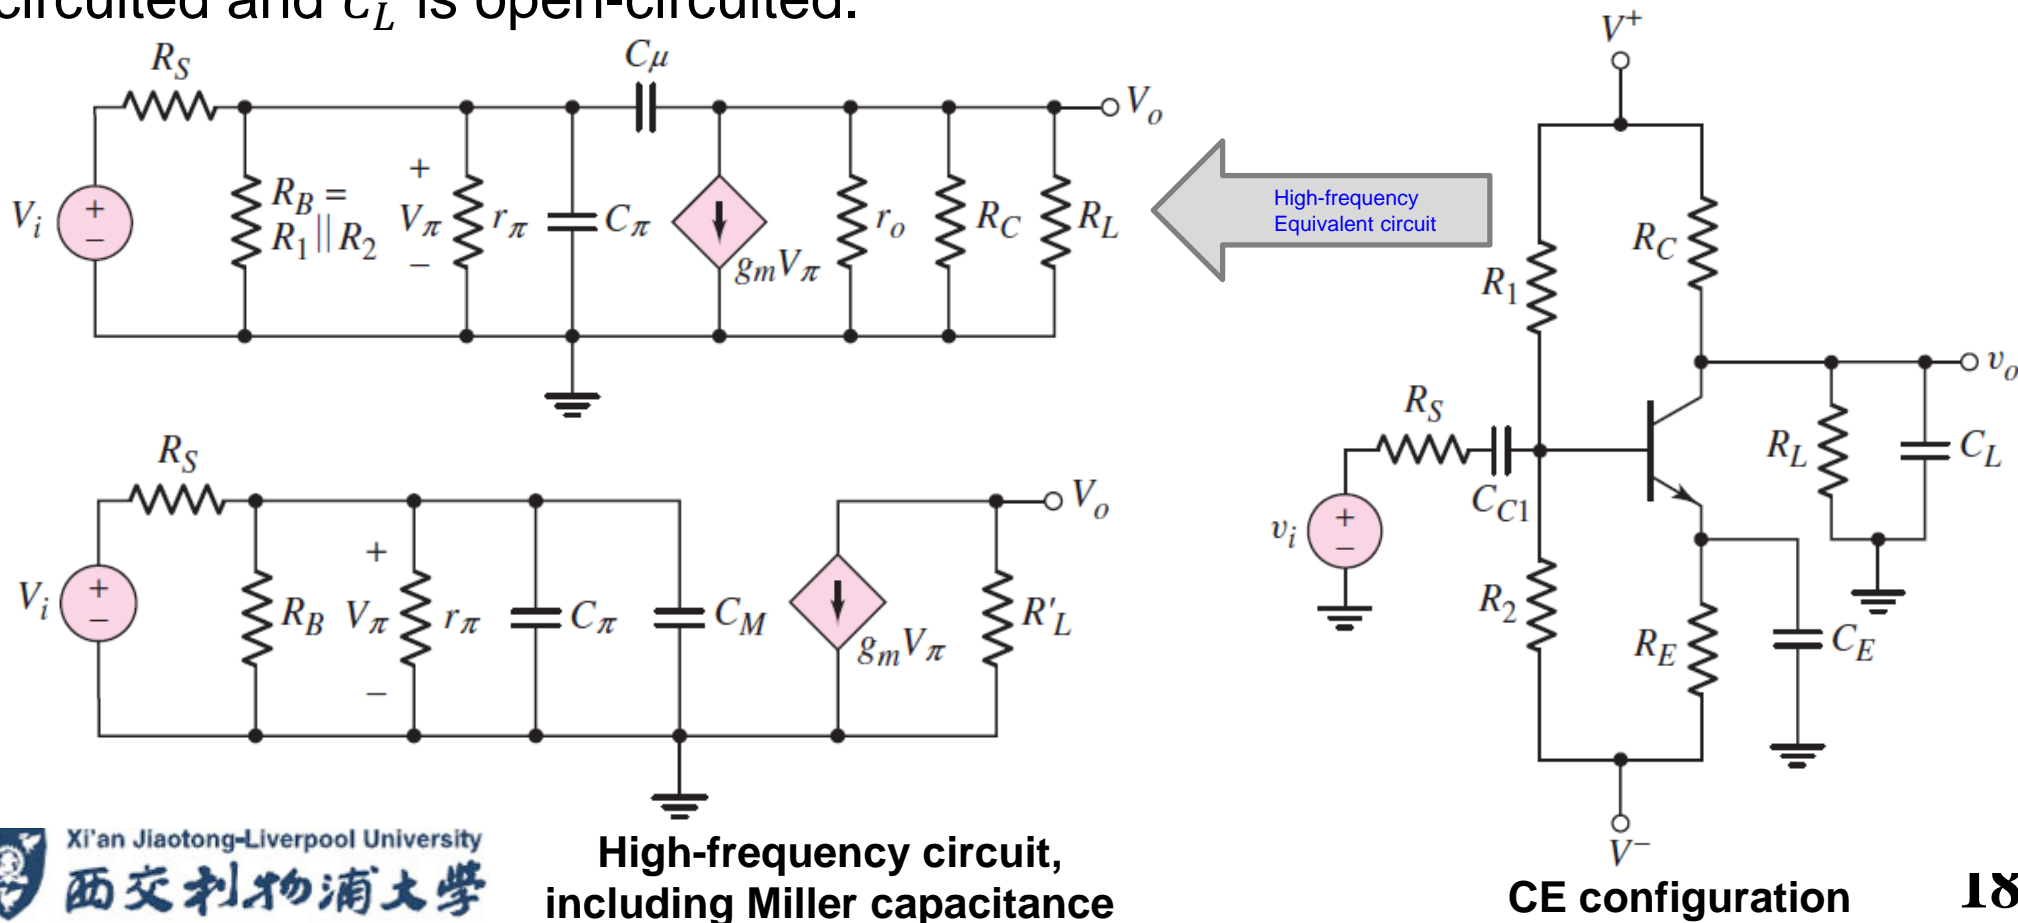 circuited and C_L is open-circuited.
R_S
C_μ
V_o
V_i
+
−
R_B =
R_1||R_2
+
V_π
−
r_π
C_π
g_mV_π
r_o
R_C
R_L
High-frequency
Equivalent circuit
V^+
R_1
R_C
v_o
R_S
C_C1
v_i
+
−
R_L
C_L
R_2
R_E
C_E
V^−
R_S
V_o
V_i
+
−
R_B
+
V_π
−
r_π
C_π
C_M
g_mV_π
R'_L
Xi'an Jiaotong-Liverpool University
西交利物浦大学
High-frequency circuit,
including Miller capacitance
CE configuration
18